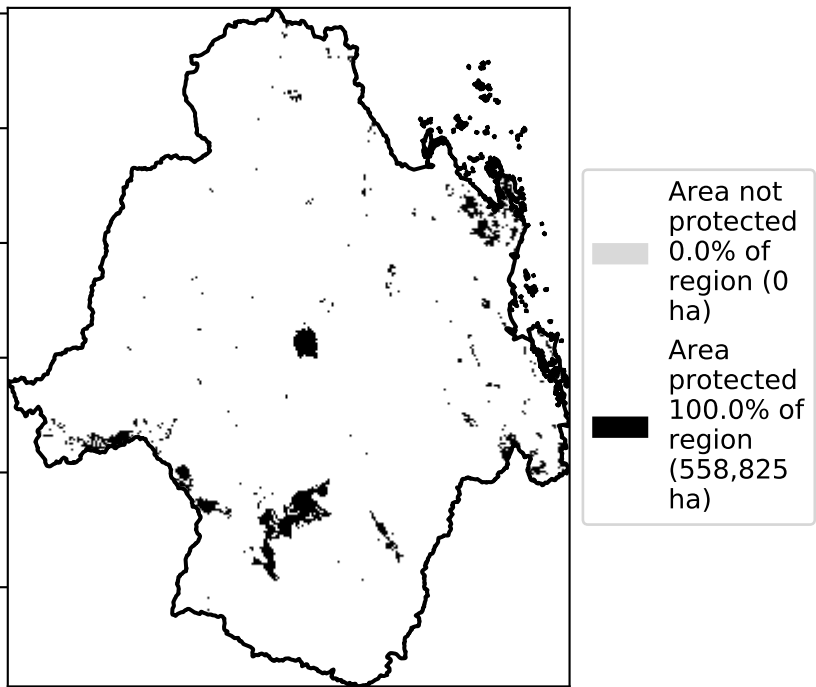 Area not
protected
0.0% of
region (0
ha)
Area
protected
100.0% of
region
(558,825
ha)